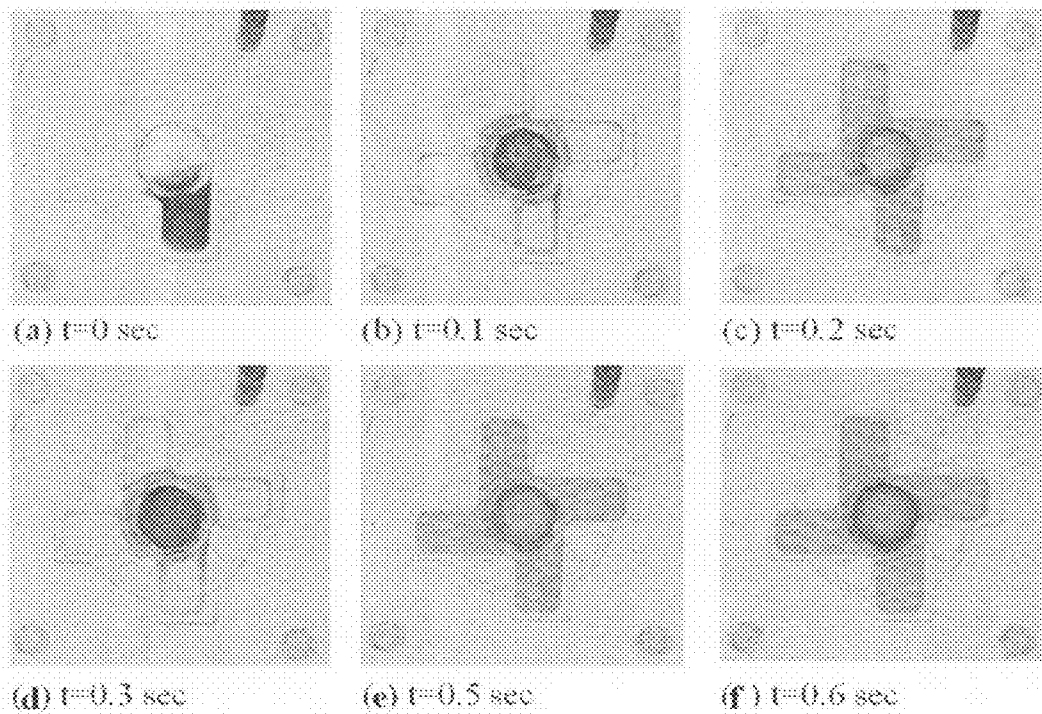 (a) t=0 sec
(b) t=0.1 sec
(c) t=0.2 sec
(d) t=0.3 sec
(e) t=0.5 sec
(f) t=0.6 sec